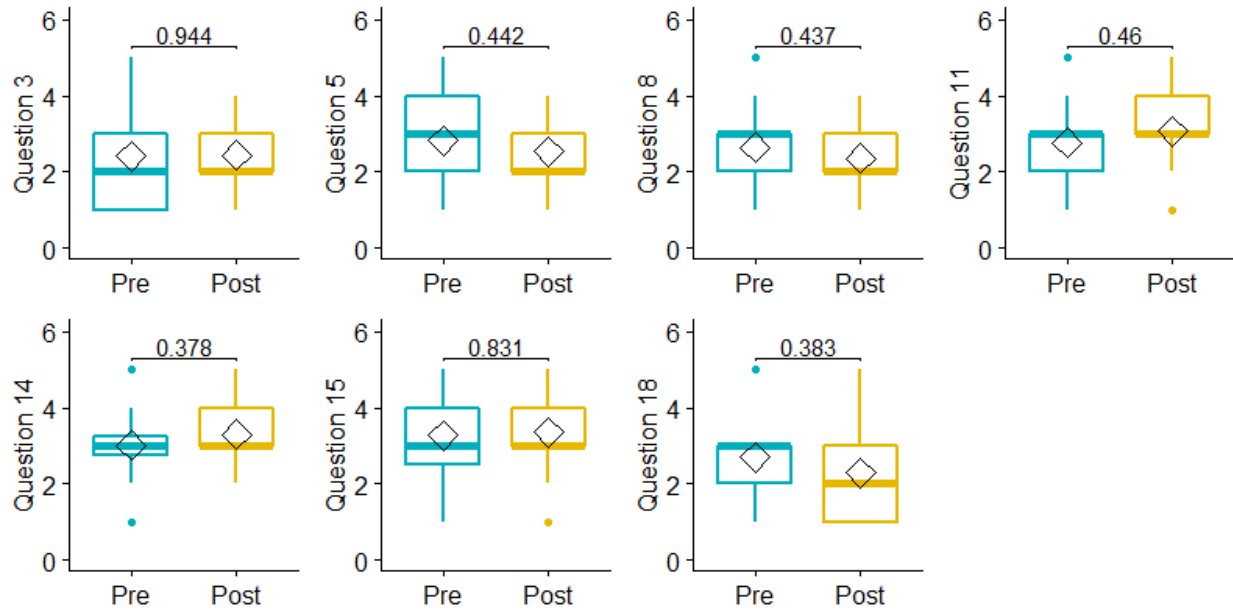 Question 3
6
4
2
0
0.944
Pre Post
Question 5
6
4
2
0
0.442
Pre Post
Question 8
6
4
2
0
0.437
Pre Post
Question 11
6
4
2
0
0.46
Pre Post
Question 14
6
4
2
0
0.378
Pre Post
Question 15
6
4
2
0
0.831
Pre Post
Question 18
6
4
2
0
0.383
Pre Post